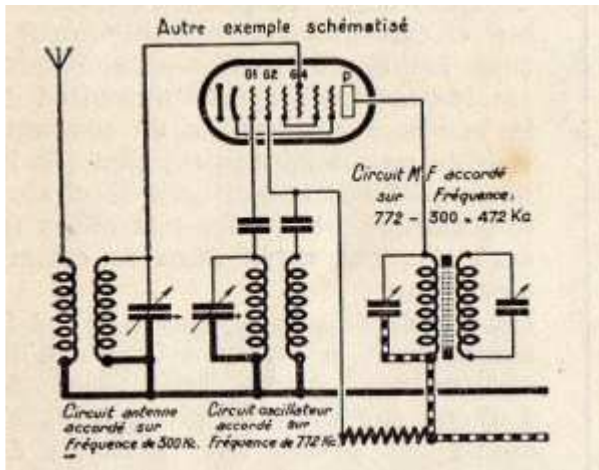 Autre exemple schématisé
G1 G2 G4 P
Circuit M F accordé
sur Fréquence.
772 - 300 = 472 Kc
Circuit antenne
accordé sur
Fréquence de 300 Kc.
Circuit oscillateur
accordé sur
Fréquence de 772 Kc